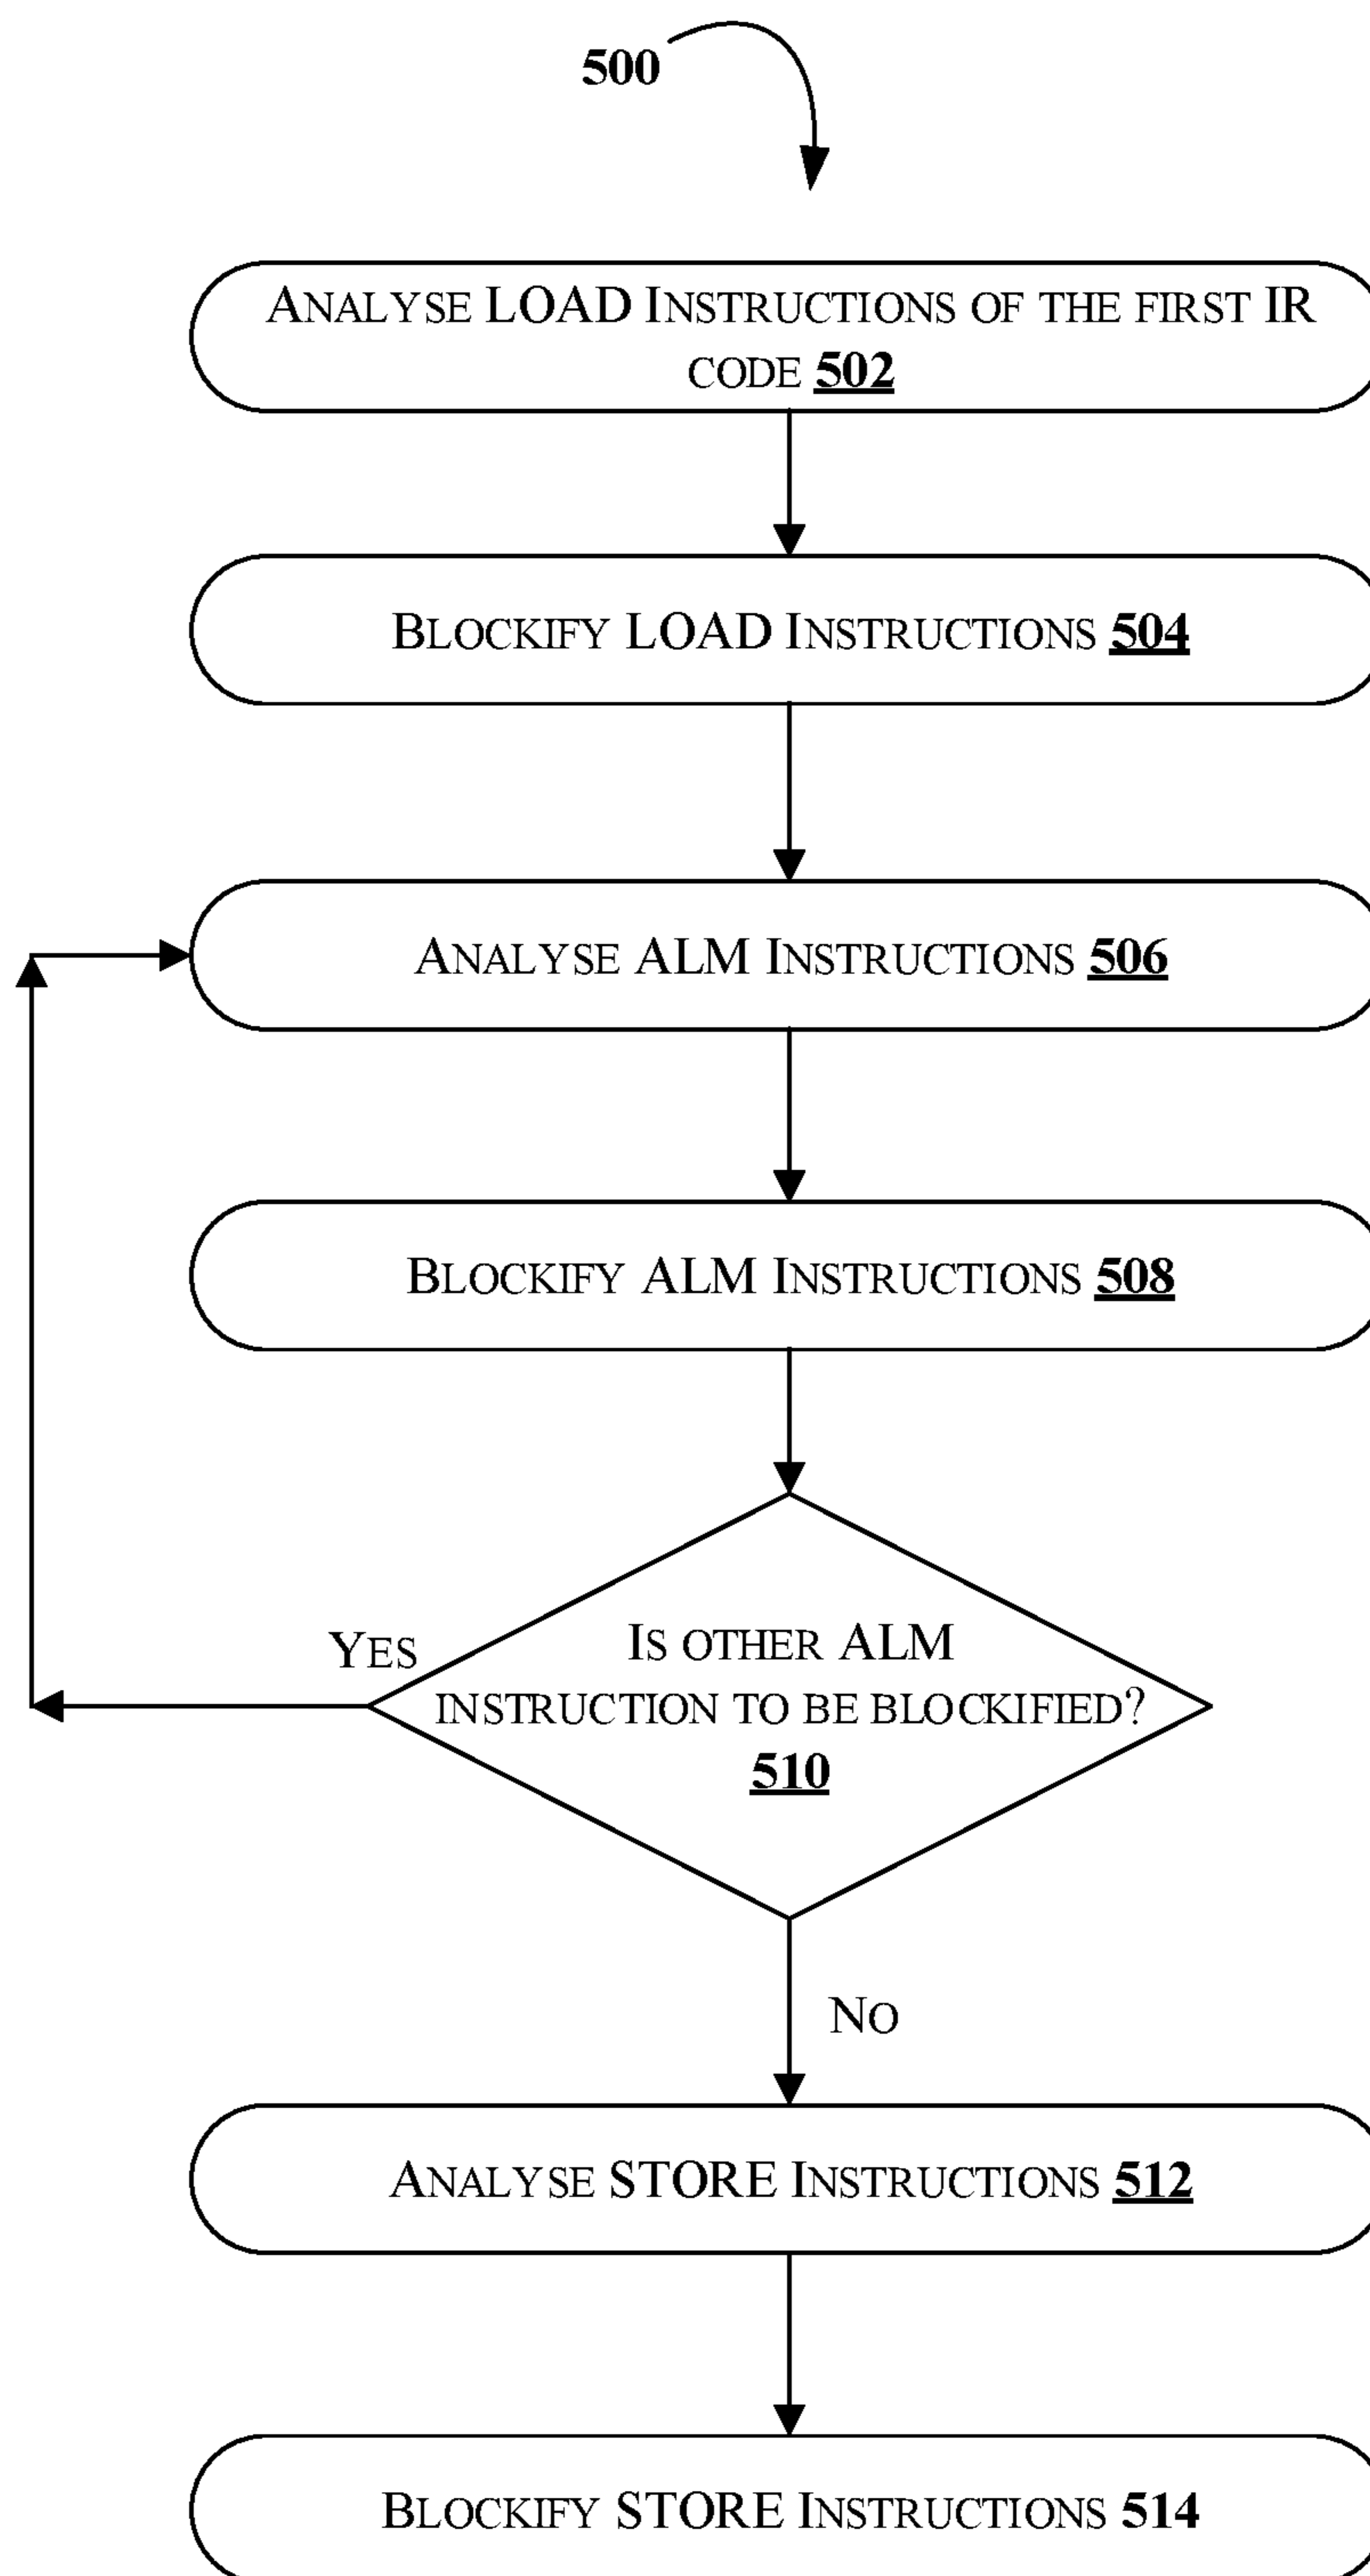 500
ANALYSE LOAD INSTRUCTIONS OF THE FIRST IR
CODE 502
BLOCKIFY LOAD INSTRUCTIONS 504
ANALYSE ALM INSTRUCTIONS 506
BLOCKIFY ALM INSTRUCTIONS 508
YES
IS OTHER ALM
INSTRUCTION TO BE BLOCKIFIED?
510
NO
ANALYSE STORE INSTRUCTIONS 512
BLOCKIFY STORE INSTRUCTIONS 514